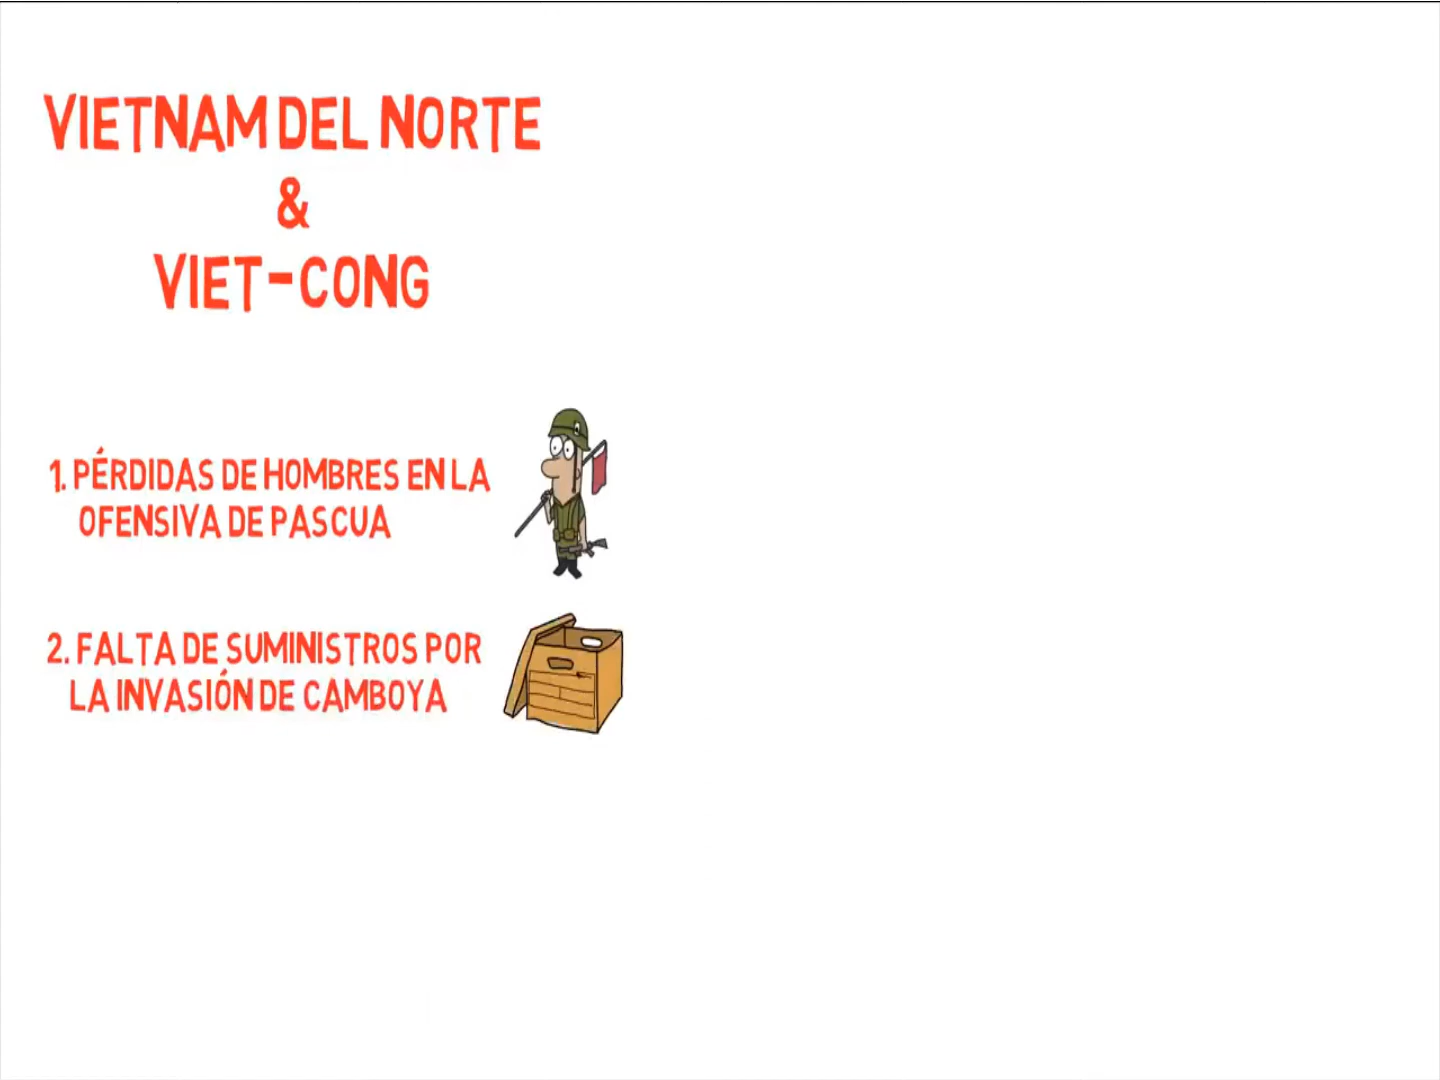 VIETNAM DEL NORTE
&
VIET-CONG
1. PÉRDIDAS DE HOMBRES EN LA
OFENSIVA DE PASCUA
2. FALTA DE SUMINISTROS POR
LA INVASIÓN DE CAMBOYA